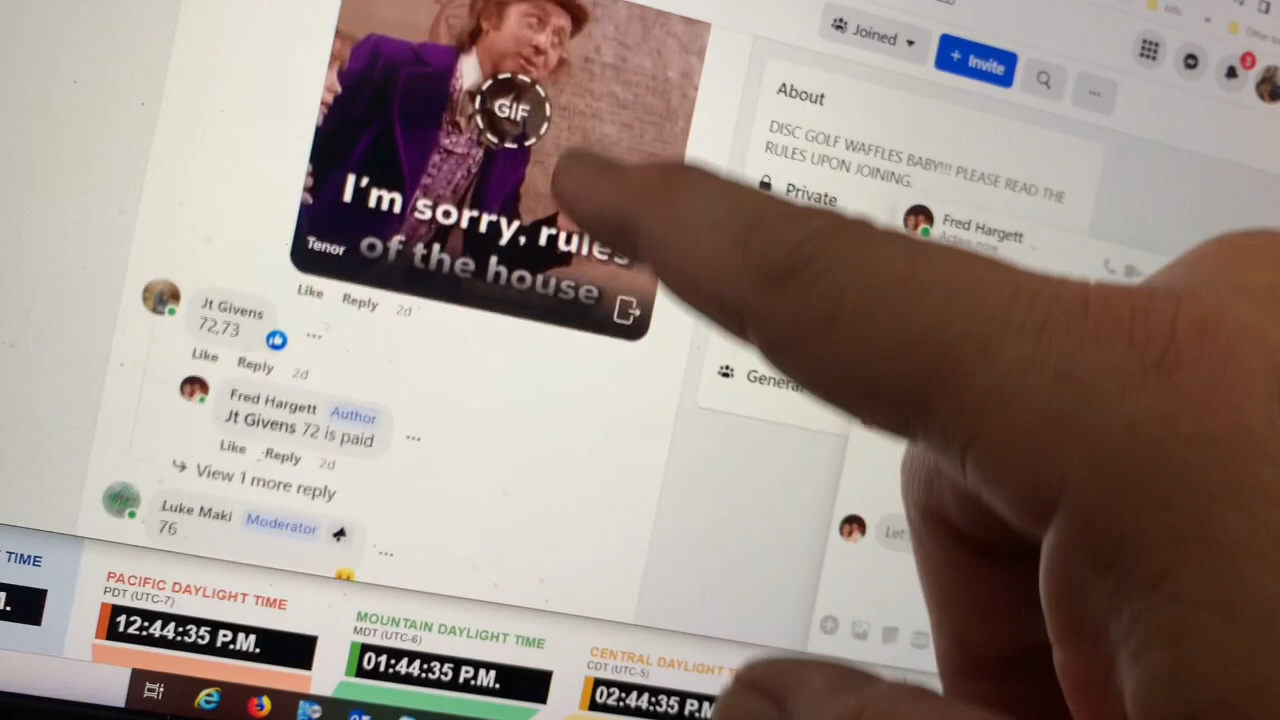 Joined
+ Invite
About
DISC GOLF WAFFLES BABY!!! PLEASE READ THE
RULES UPON JOINING.
Private
Fred Hargett
Active now
GIF
I'm sorry, rules
of the house
Tenor
Like Reply 2d
Jt Givens
72,73
Like Reply 2d
Fred Hargett Author
Jt Givens 72 is paid
Like Reply 2d
View 1 more reply
Luke Maki Moderator
76
General
Let
TIME
PACIFIC DAYLIGHT TIME
PDT (UTC-7)
12:44:35 P.M.
MOUNTAIN DAYLIGHT TIME
MDT (UTC-6)
01:44:35 P.M.
CENTRAL DAYLIGHT T
CDT (UTC-5)
02:44:35 P.M